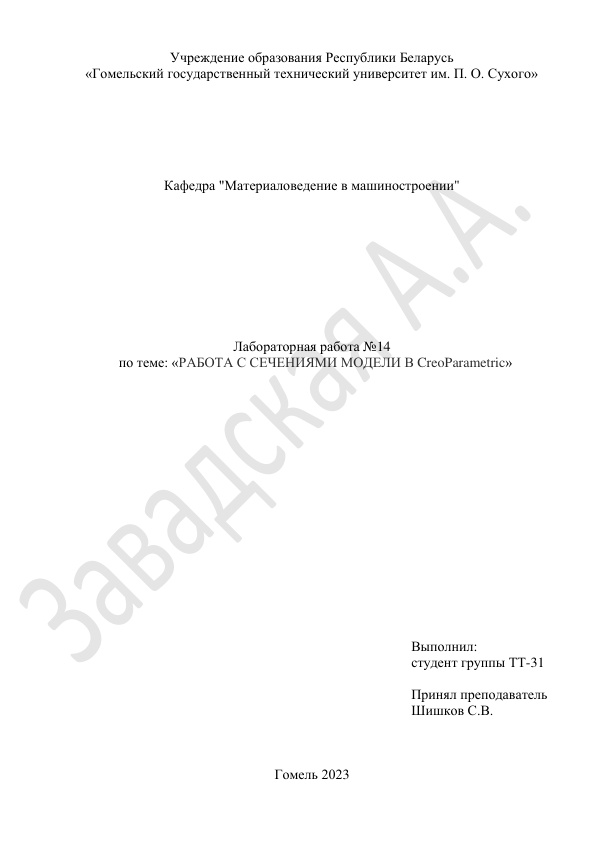 Учреждение образования Республики Беларусь
«Гомельский государственный технический университет им. П. О. Сухого»
Кафедра "Материаловедение в машиностроении"
Лабораторная работа №14
по теме: «РАБОТА С СЕЧЕНИЯМИ МОДЕЛИ В CreoParametric»
Завадская А.А.
Выполнил:
студент группы ТТ-31
Принял преподаватель
Шишков С.В.
Гомель 2023